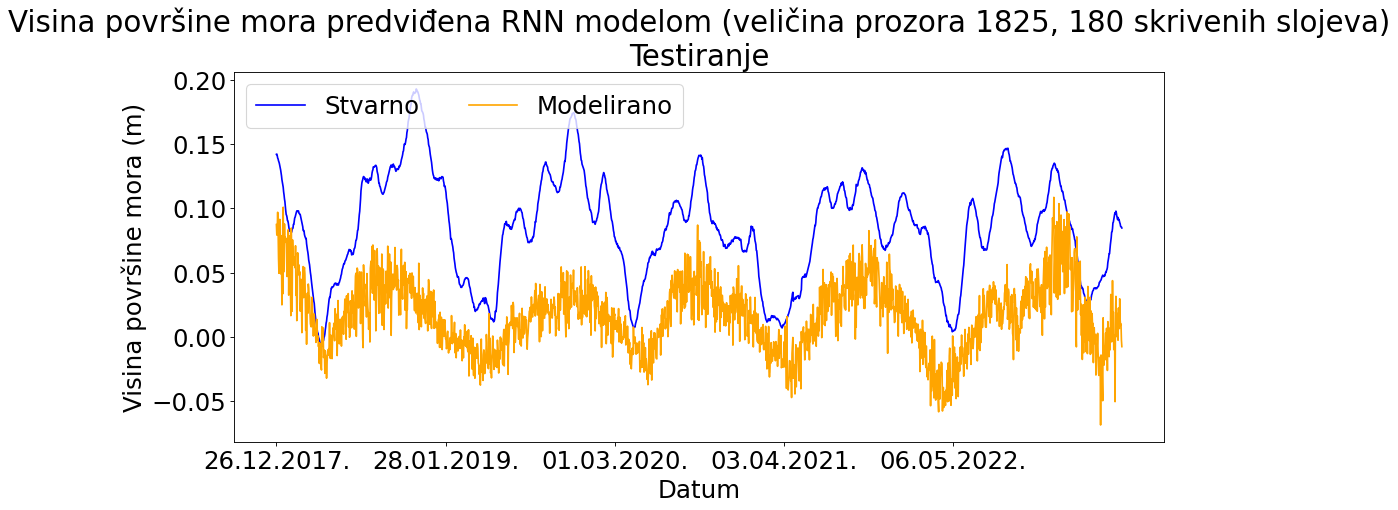 Visina površine mora predviđena RNN modelom (veličina prozora 1825, 180 skrivenih slojeva)
Testiranje
Stvarno
Modelirano
Visina površine mora (m)
0.20
0.15
0.10
0.05
0.00
−0.05
26.12.2017.
28.01.2019.
01.03.2020.
03.04.2021.
06.05.2022.
Datum